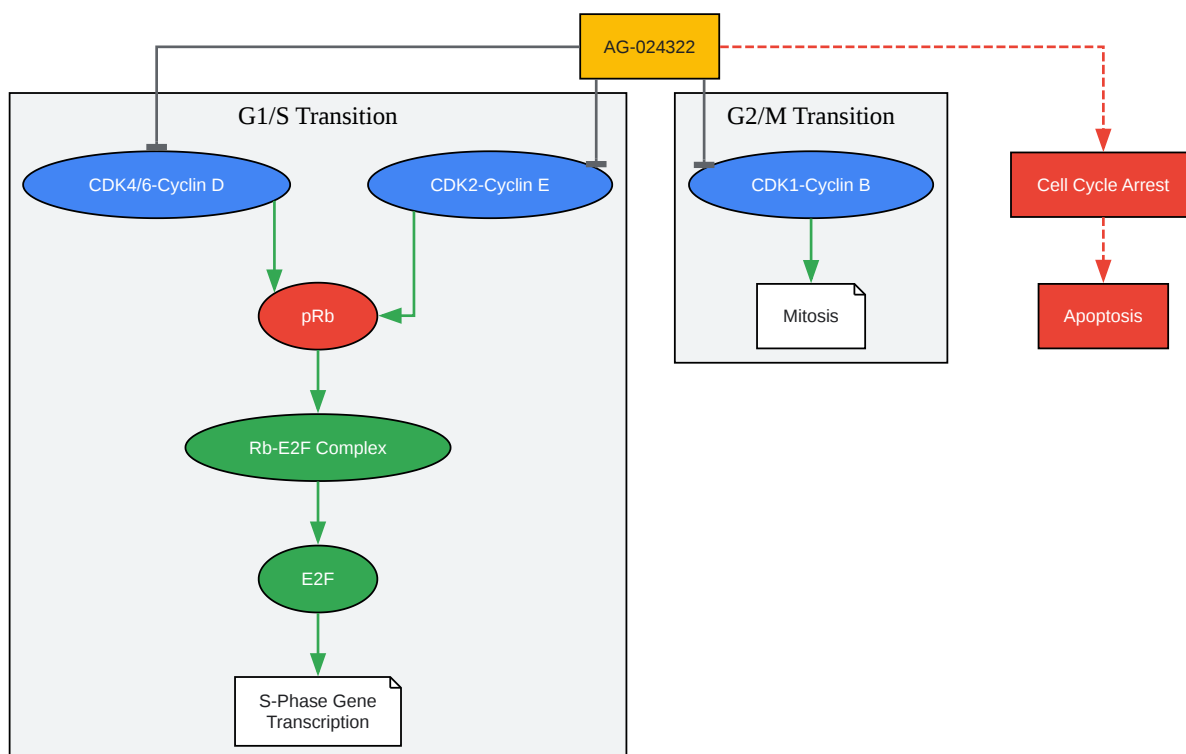 AG-024322
G1/S Transition
G2/M Transition
CDK4/6-Cyclin D
CDK2-Cyclin E
CDK1-Cyclin B
Cell Cycle Arrest
pRb
Mitosis
Apoptosis
Rb-E2F Complex
E2F
S-Phase Gene
Transcription